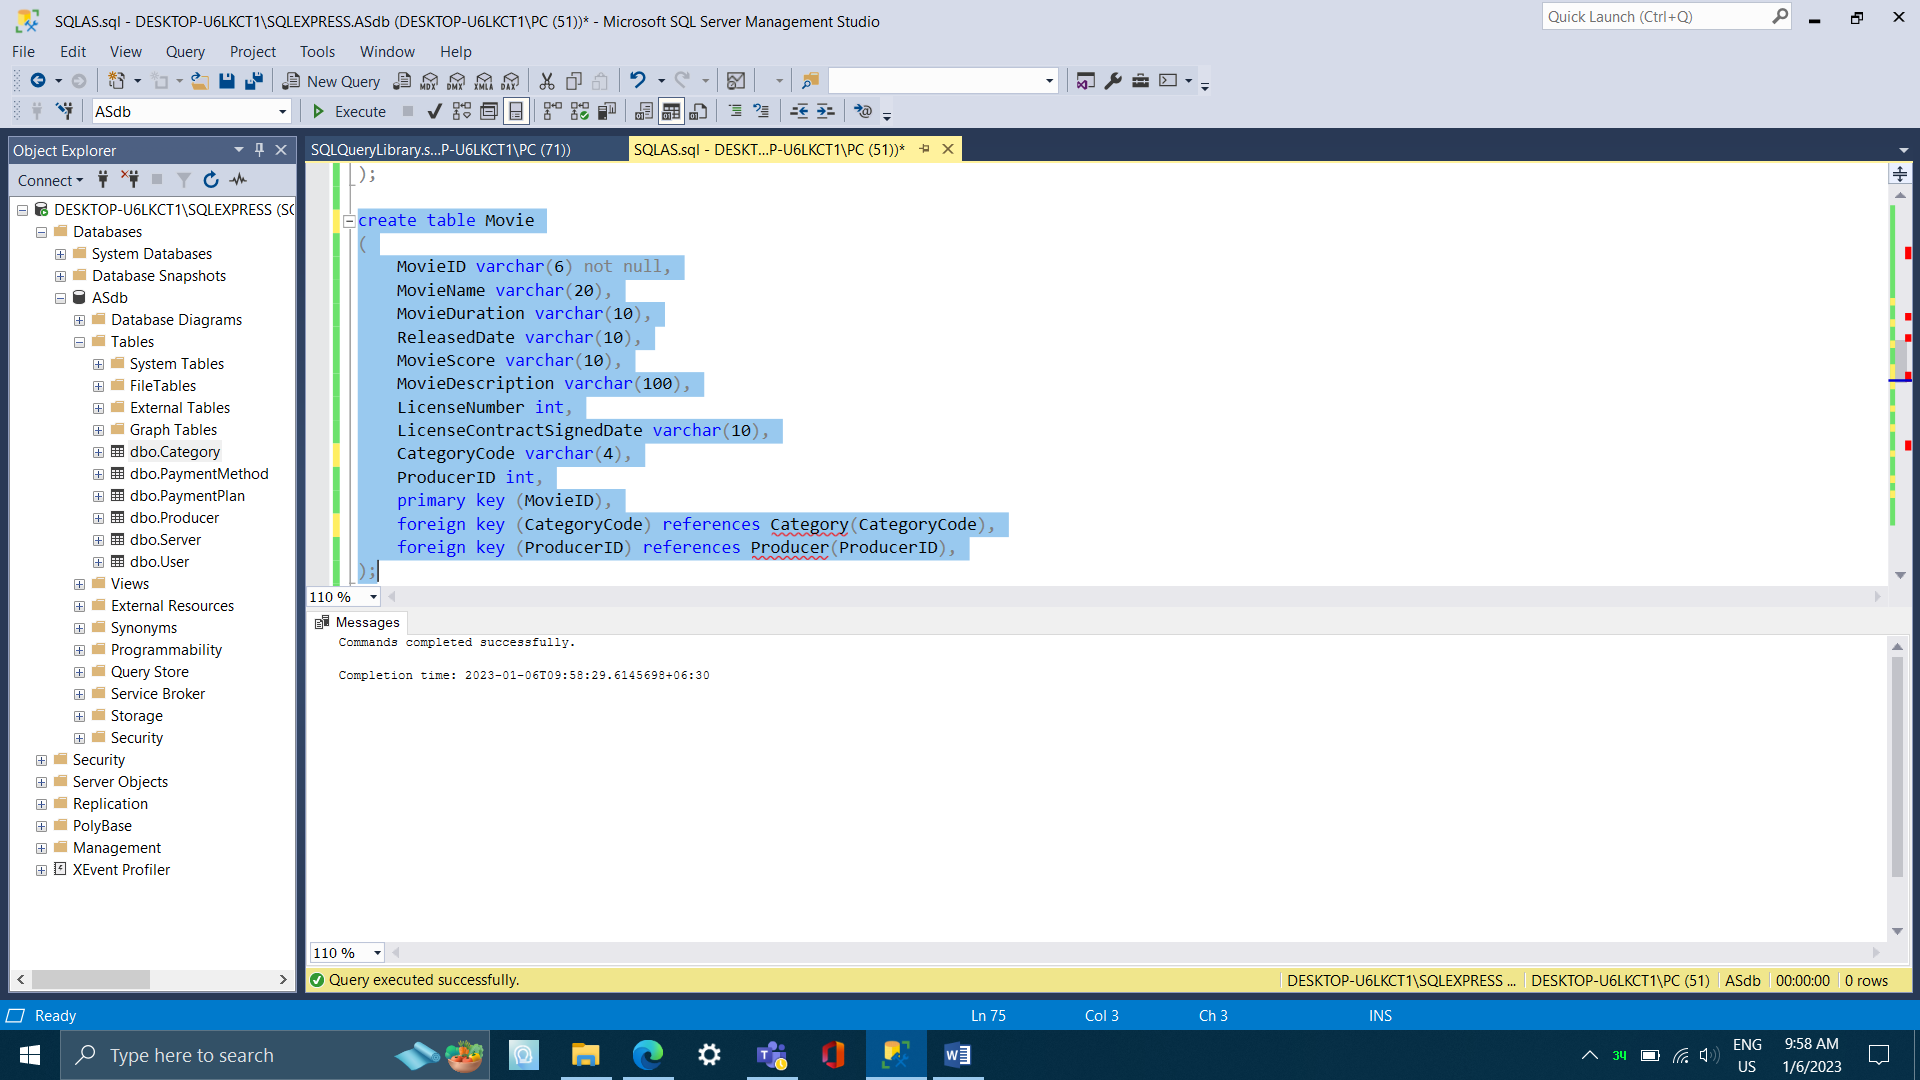 SQLAS.sql - DESKTOP-U6LKCT1\SQLEXPRESS.ASdb (DESKTOP-U6LKCT1\PC (51))* - Microsoft SQL Server Management Studio
Quick Launch (Ctrl+Q)
File Edit View Query Project Tools Window Help
New Query
MDX DMX XMLA DAX
ASdb
Execute
Object Explorer
SQLQueryLibrary.s...P-U6LKCT1\PC (71))
SQLAS.sql - DESKT...P-U6LKCT1\PC (51))*
Connect
DESKTOP-U6LKCT1\SQLEXPRESS (SQ
Databases
System Databases
Database Snapshots
ASdb
Database Diagrams
Tables
System Tables
FileTables
External Tables
Graph Tables
dbo.Category
dbo.PaymentMethod
dbo.PaymentPlan
dbo.Producer
dbo.Server
dbo.User
Views
External Resources
Synonyms
Programmability
Query Store
Service Broker
Storage
Security
Security
Server Objects
Replication
PolyBase
Management
XEvent Profiler
);
create table Movie
(
MovieID varchar(6) not null,
MovieName varchar(20),
MovieDuration varchar(10),
ReleasedDate varchar(10),
MovieScore varchar(10),
MovieDescription varchar(100),
LicenseNumber int,
LicenseContractSignedDate varchar(10),
CategoryCode varchar(4),
ProducerID int,
primary key (MovieID),
foreign key (CategoryCode) references Category(CategoryCode),
foreign key (ProducerID) references Producer(ProducerID),
);
110 %
Messages
Commands completed successfully.
Completion time: 2023-01-06T09:58:29.6145698+06:30
110 %
Query executed successfully.
DESKTOP-U6LKCT1\SQLEXPRESS ... DESKTOP-U6LKCT1\PC (51) ASdb 00:00:00 0 rows
Ready
Ln 75 Col 3 Ch 3 INS
Type here to search
34
ENG
US
9:58 AM
1/6/2023